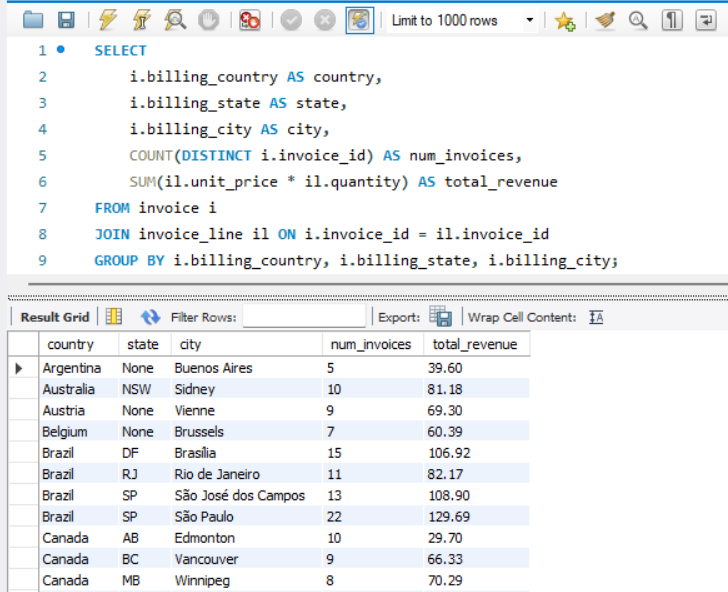 Limit to 1000 rows
1 SELECT
2 i.billing_country AS country,
3 i.billing_state AS state,
4 i.billing_city AS city,
5 COUNT(DISTINCT i.invoice_id) AS num_invoices,
6 SUM(il.unit_price * il.quantity) AS total_revenue
7 FROM invoice i
8 JOIN invoice_line il ON i.invoice_id = il.invoice_id
9 GROUP BY i.billing_country, i.billing_state, i.billing_city;
Result Grid Filter Rows: Export: Wrap Cell Content: IA
country state city num_invoices total_revenue
Argentina None Buenos Aires 5 39.60
Australia NSW Sidney 10 81.18
Austria None Vienne 9 69.30
Belgium None Brussels 7 60.39
Brazil DF Brasília 15 106.92
Brazil RJ Rio de Janeiro 11 82.17
Brazil SP São José dos Campos 13 108.90
Brazil SP São Paulo 22 129.69
Canada AB Edmonton 10 29.70
Canada BC Vancouver 9 66.33
Canada MB Winnipeg 8 70.29